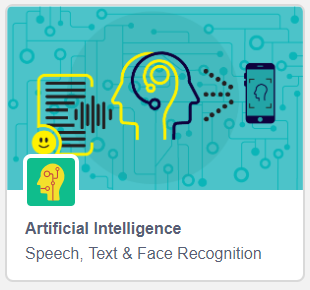 Artificial Intelligence
Speech, Text & Face Recognition